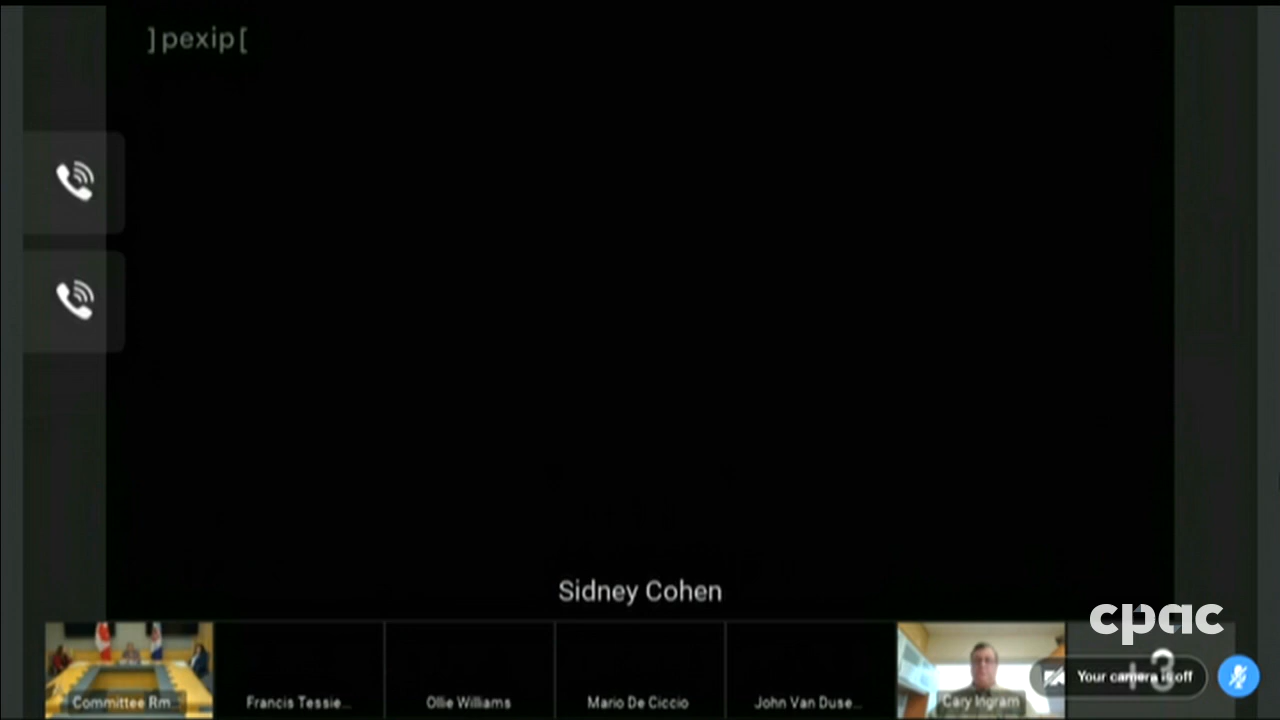 ]pexip[
Sidney Cohen
cpac
Committee Rm
Francis Tessie...
Ollie Williams
Mario De Ciccio
John Van Duse...
Cary Ingram
+3
Your camera is off